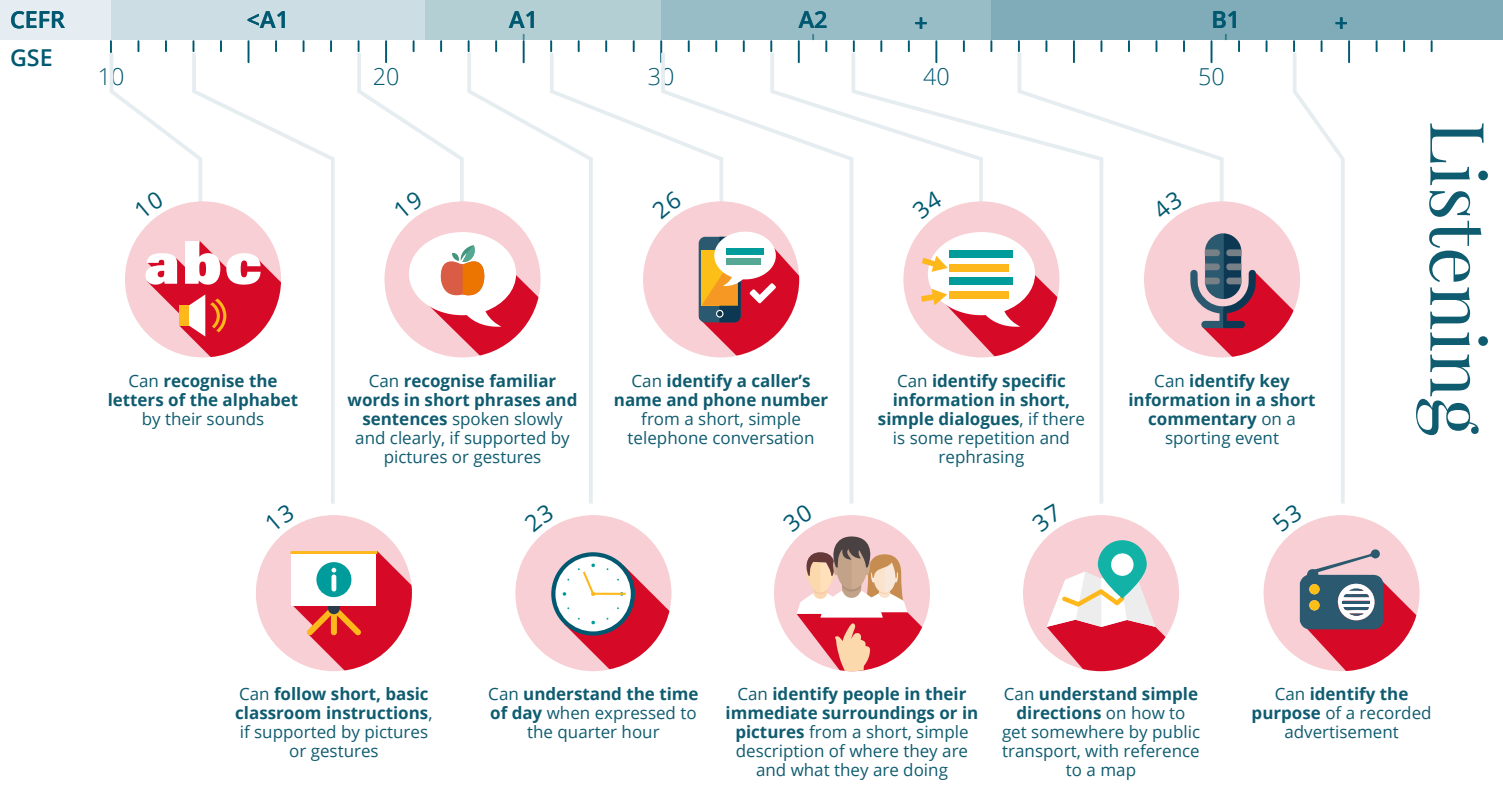 CEFR <A1 A1 A2 + B1 +
GSE
10 20 30 40 50
Listening
10
abc
Can recognise the
letters of the alphabet
by their sounds
19
Can recognise familiar
words in short phrases and
sentences spoken slowly
and clearly, if supported by
pictures or gestures
26
Can identify a caller's
name and phone number
from a short, simple
telephone conversation
34
Can identify specific
information in short,
simple dialogues, if there
is some repetition and
rephrasing
43
Can identify key
information in a short
commentary on a
sporting event
13
i
Can follow short, basic
classroom instructions,
if supported by pictures
or gestures
23
Can understand the time
of day when expressed to
the quarter hour
30
Can identify people in their
immediate surroundings or in
pictures from a short, simple
description of where they are
and what they are doing
37
Can understand simple
directions on how to
get somewhere by public
transport, with reference
to a map
53
Can identify the
purpose of a recorded
advertisement